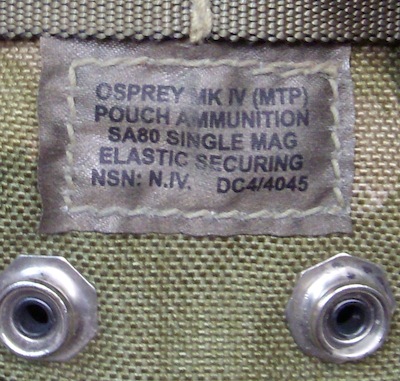 OSPREY MK IV (MTP)
POUCH AMMUNITION
SA80 SINGLE MAG
ELASTIC SECURING
NSN: N.IV. DC4/4045